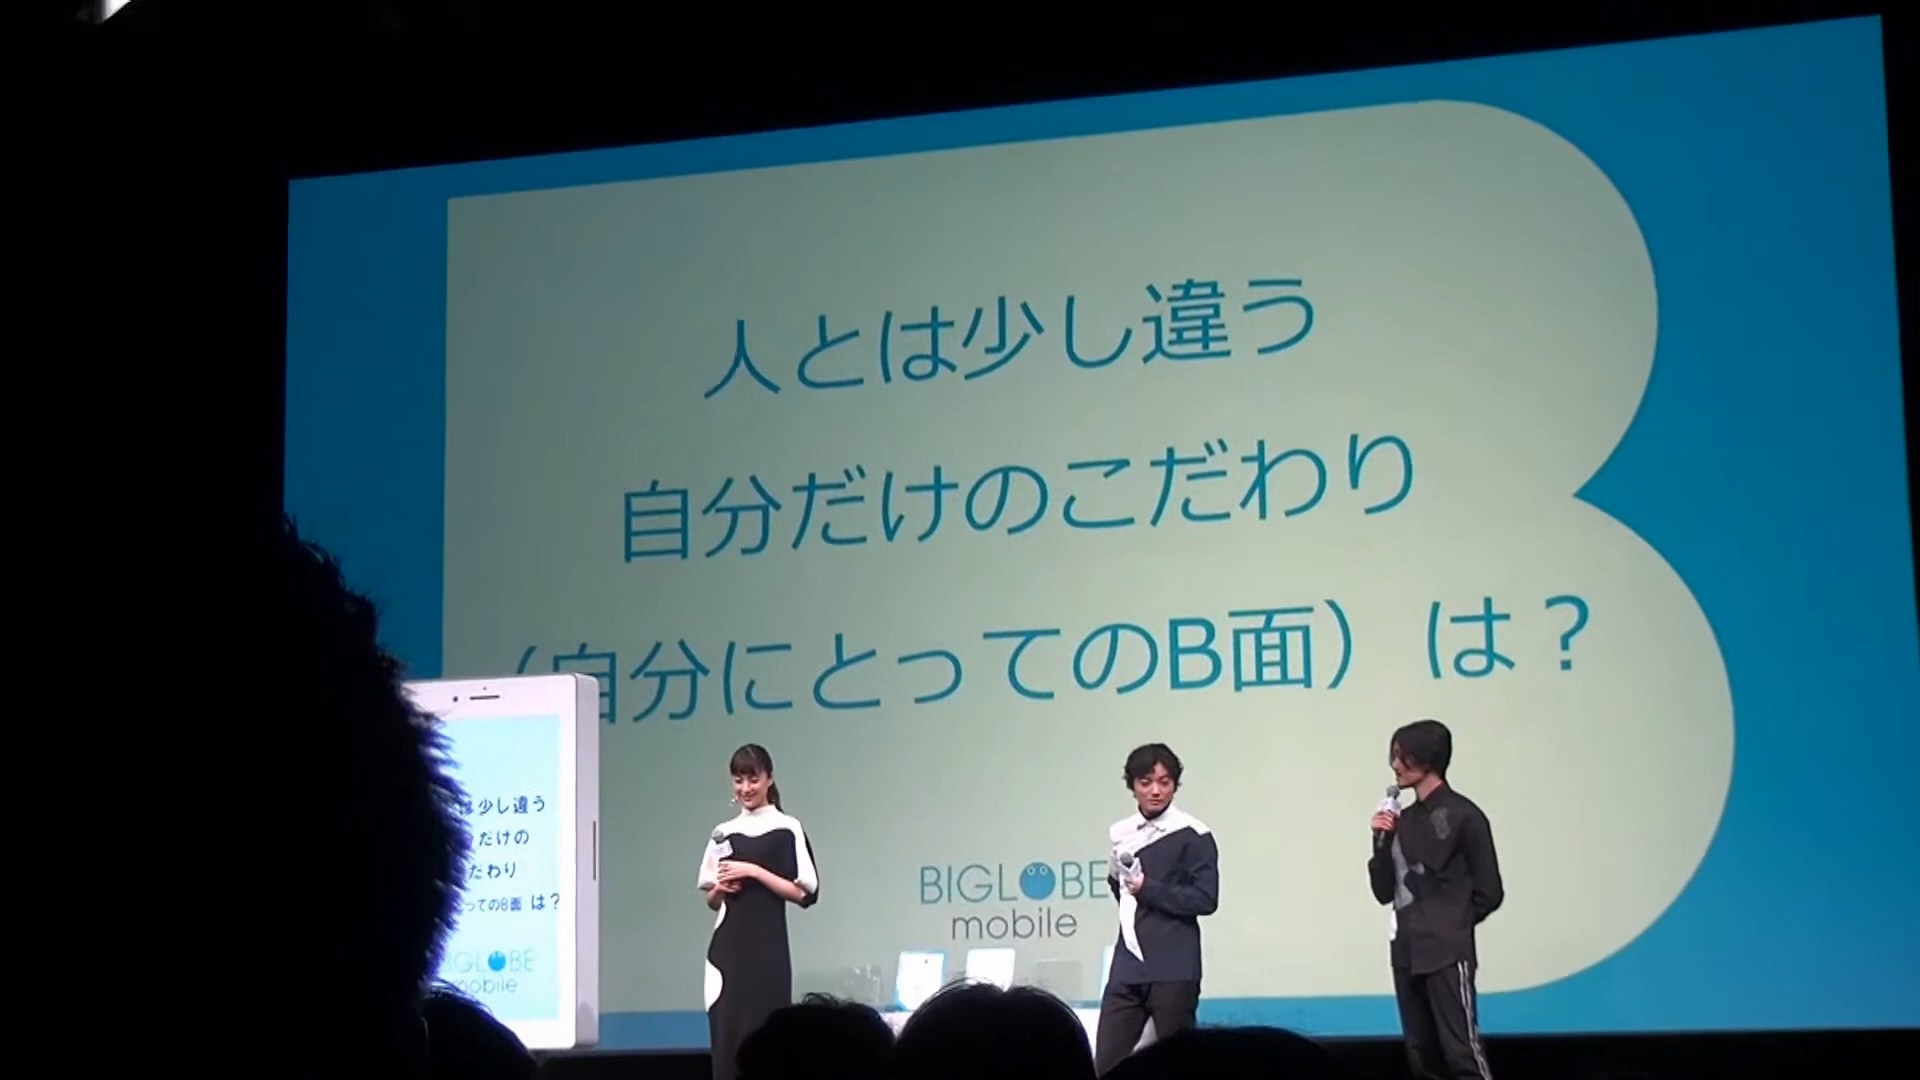 人とは少し違う
自分だけのこだわり
（自分にとってのB面）は？
BIGLOBE
mobile
は少し違う
だけの
だわり
ってのB面 は？
IGLOBE
mobile